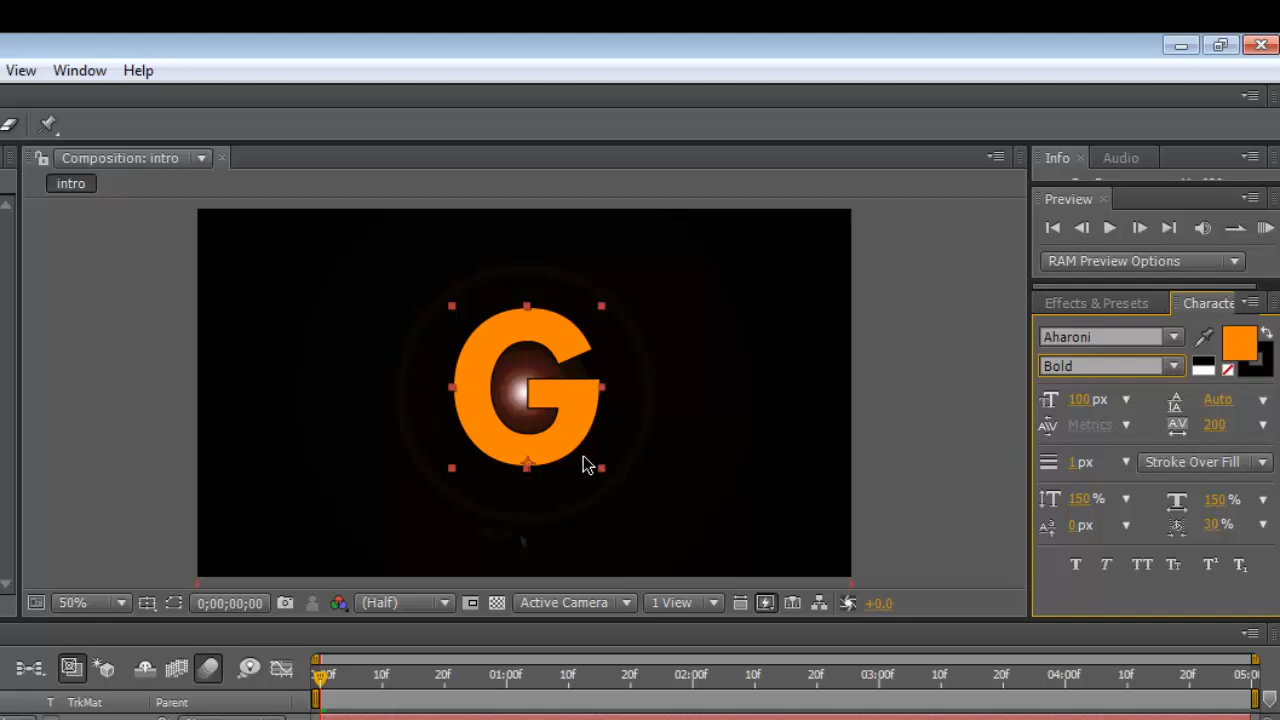 View Window Help
Composition: intro
Info Audio
intro
Preview
RAM Preview Options
Effects & Presets Characte
Aharoni
Bold
G
100 px Auto
Metrics 200
1 px Stroke Over Fill
150 % 150 %
0 px 30 %
T T TT Tt T¹ T₁
50% 0;00;00;00 (Half) Active Camera 1 View +0.0
10f 20f 01:00f 10f 20f 02:00f 10f 20f 03:00f 10f 20f 04:00f 10f 20f 05:0
T TrkMat Parent